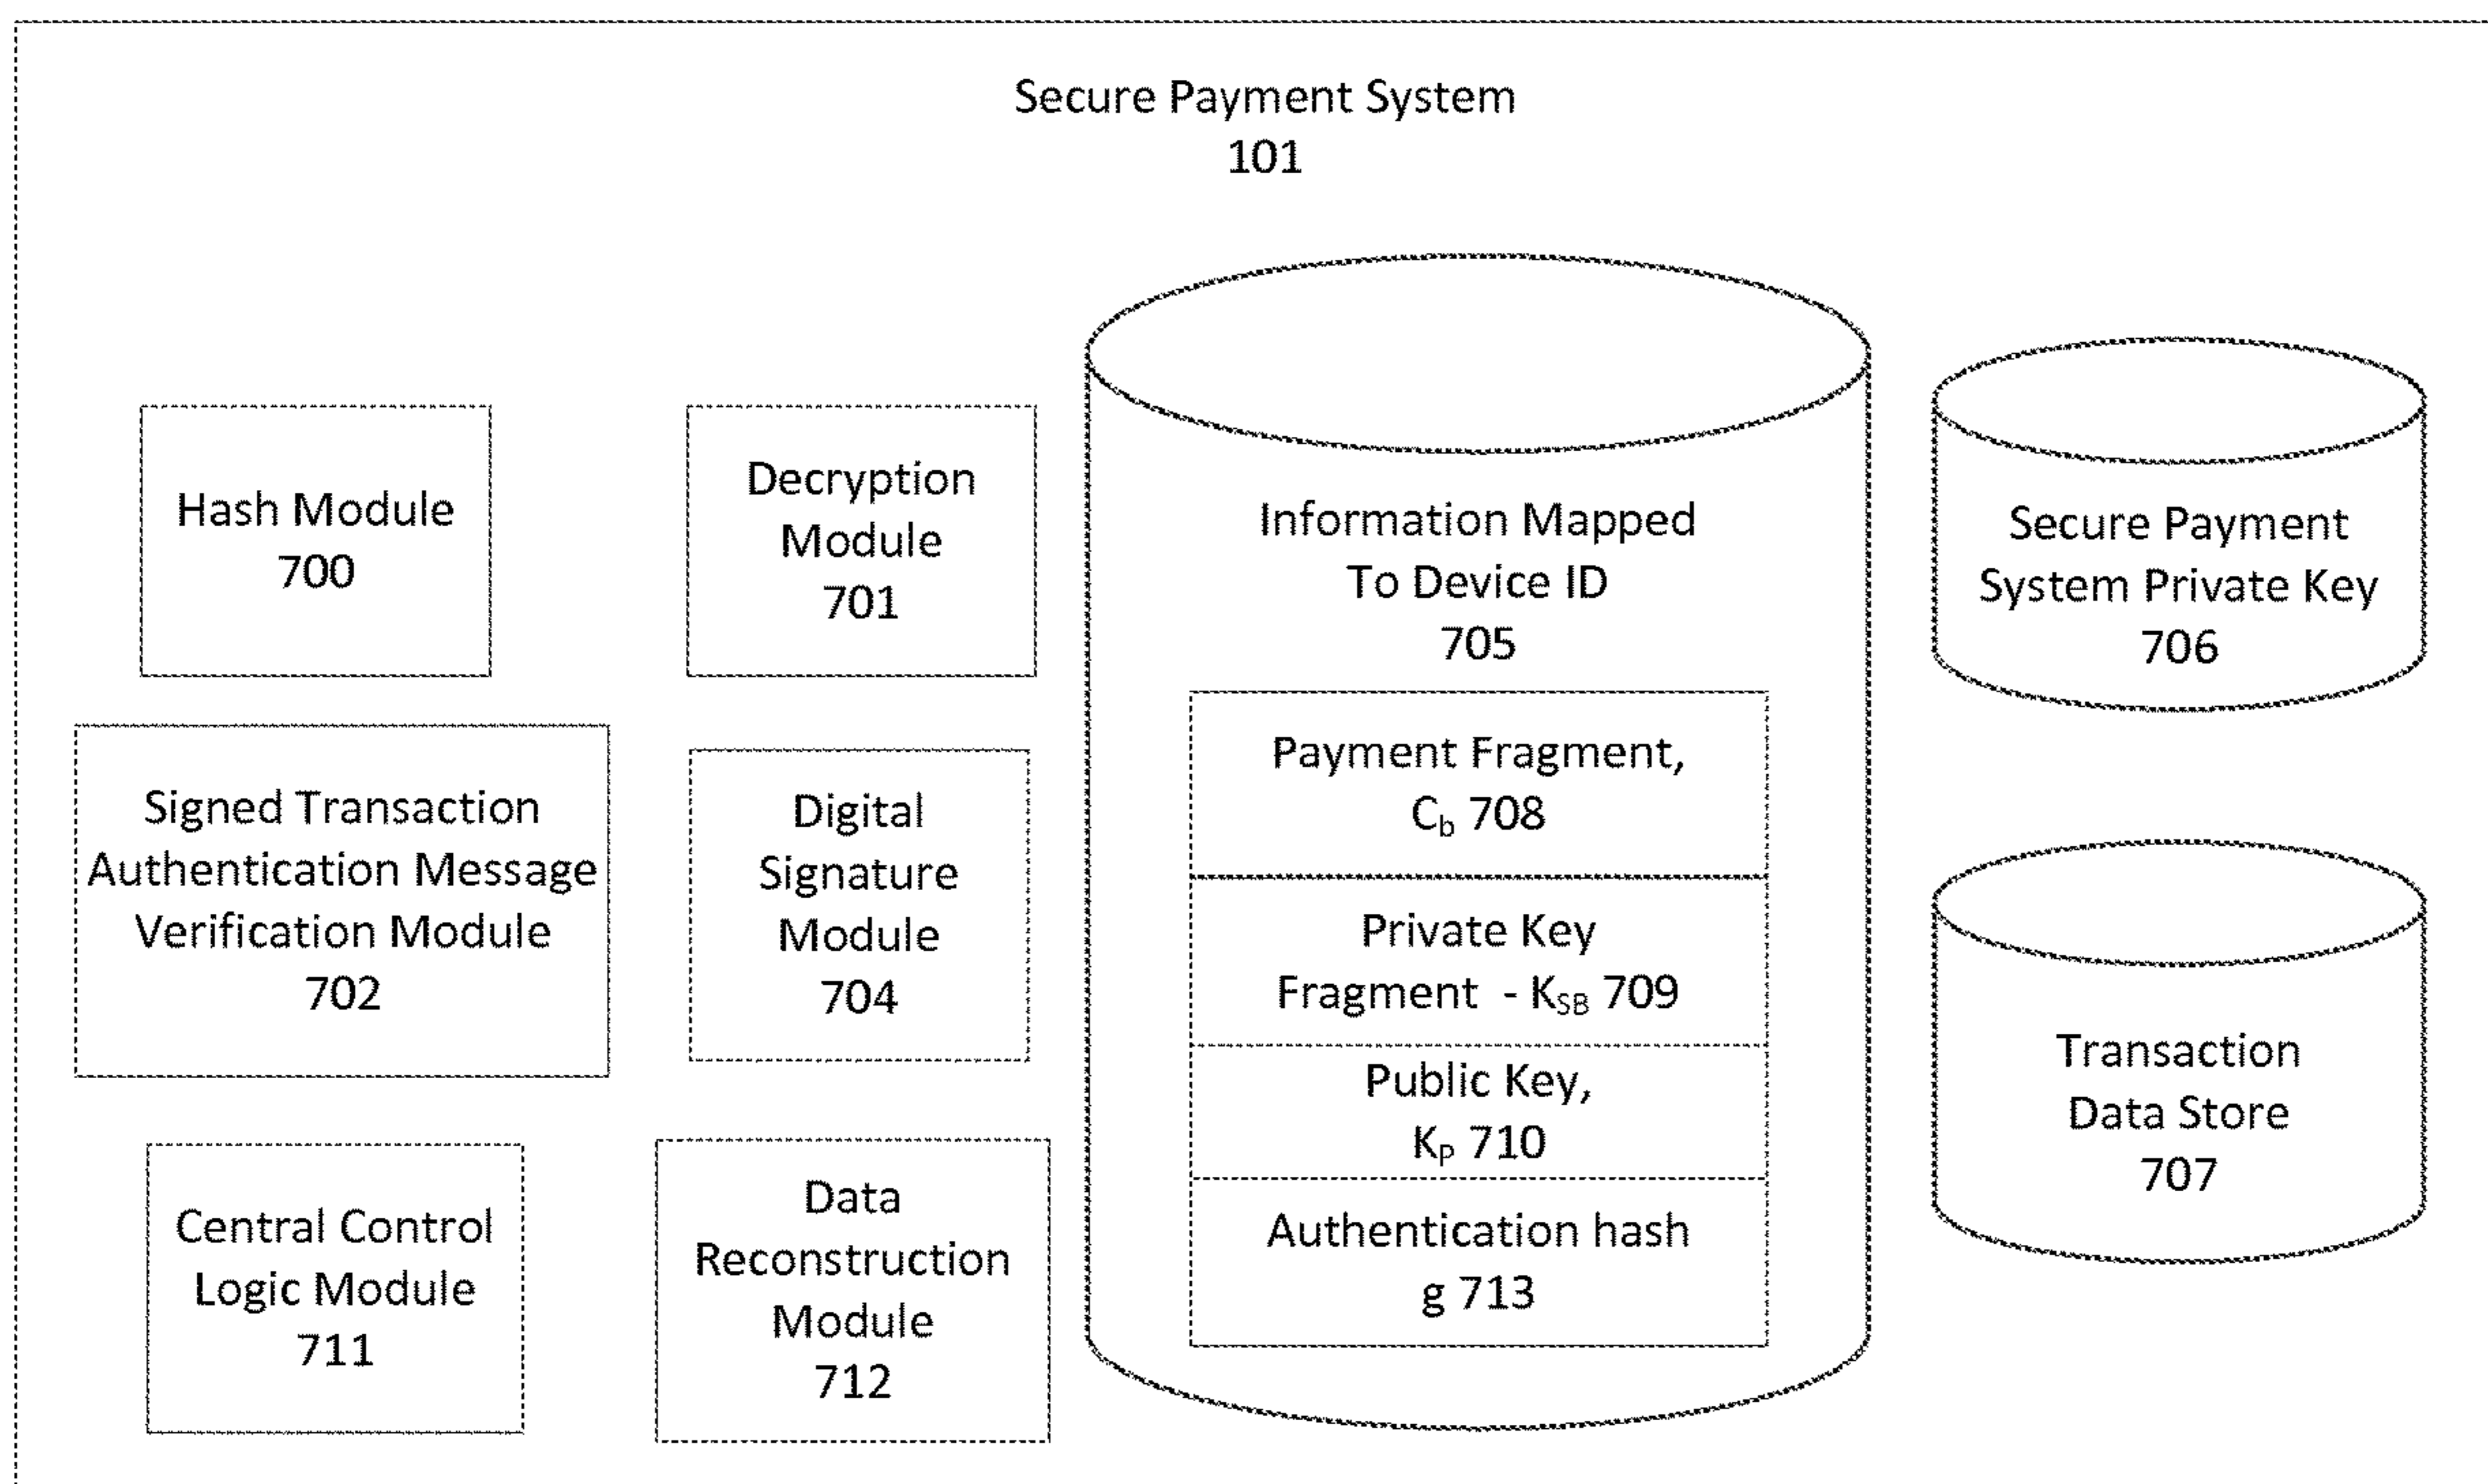 Secure Payment System
101
Hash Module
700
Decryption
Module
701
Signed Transaction
Authentication Message
Verification Module
702
Digital
Signature
Module
704
Central Control
Logic Module
711
Data
Reconstruction
Module
712
Information Mapped
To Device ID
705
Payment Fragment,
C_b 708
Private Key
Fragment - K_SB 709
Public Key,
K_P 710
Authentication hash
g 713
Secure Payment
System Private Key
706
Transaction
Data Store
707